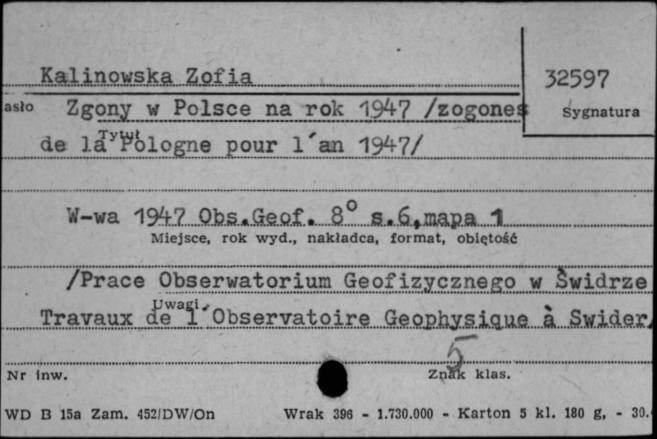 Kalinowska Zofia
32597
asło Zgony w Polsce na rok 1947 /zogones
Sygnatura
Tytuł
de la Pologne pour l´an 1947/
W-wa 1947 Obs.Geof. 8° s.6,mapa 1
Miejsce, rok wyd., nakładca, format, objętość
/Prace Obserwatorium Geofizycznego w Świdrze
Uwagi
Travaux de l´Observatoire Geophysique à Swider/
5
Nr inw.
Znak klas.
WD B 15a Zam. 452/DW/On Wrak 396 - 1.730.000 - Karton 5 kl. 180 g, - 30.